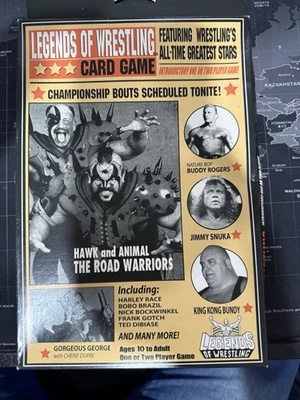 LEGENDS OF WRESTLING
CARD GAME
FEATURING WRESTLING'S
ALL-TIME GREATEST STARS
INTRODUCTORY ONE OR TWO PLAYER GAME
CHAMPIONSHIP BOUTS SCHEDULED TONITE!
NATURE BOY
BUDDY ROGERS
JIMMY SNUKA
HAWK and ANIMAL
THE ROAD WARRIORS
KING KONG BUNDY
Including:
HARLEY RACE
BOBO BRAZIL
NICK BOCKWINKEL
FRANK GOTCH
TED DIBIASE
AND MANY MORE!
GORGEOUS GEORGE
with CHERIE DUPRE
Ages 10 to Adult
One or Two Player Game
LEGENDS
OF WRESTLING
KAZAKHSTAN